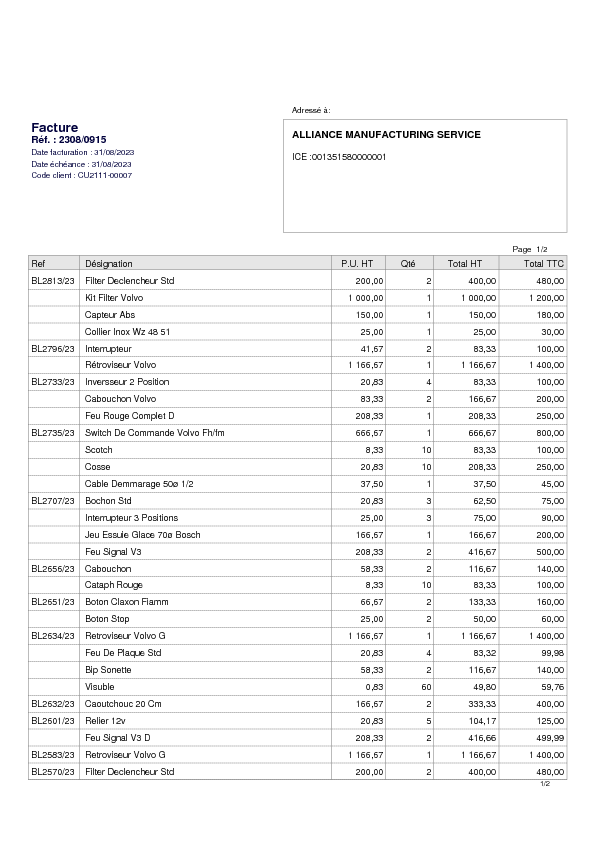 Adressé à:
Facture
Réf. : 2308/0915
Date facturation : 31/08/2023
Date échéance : 31/08/2023
Code client : CU2111-00007
ALLIANCE MANUFACTURING SERVICE
ICE :001351580000001
Page 1/2
Ref Désignation P.U. HT Qté Total HT Total TTC
BL2813/23 Filter Declencheur Std 200,00 2 400,00 480,00
Kit Filter Volvo 1 000,00 1 1 000,00 1 200,00
Capteur Abs 150,00 1 150,00 180,00
Collier Inox Wz 48 51 25,00 1 25,00 30,00
BL2796/23 Interrupteur 41,67 2 83,33 100,00
Rétroviseur Volvo 1 166,67 1 1 166,67 1 400,00
BL2733/23 Inversseur 2 Position 20,83 4 83,33 100,00
Cabouchon Volvo 83,33 2 166,67 200,00
Feu Rouge Complet D 208,33 1 208,33 250,00
BL2735/23 Switch De Commande Volvo Fh/fm 666,67 1 666,67 800,00
Scotch 8,33 10 83,33 100,00
Cosse 20,83 10 208,33 250,00
Cable Demmarage 50ø 1/2 37,50 1 37,50 45,00
BL2707/23 Bochon Std 20,83 3 62,50 75,00
Interrupteur 3 Positions 25,00 3 75,00 90,00
Jeu Essuie Glace 70ø Bosch 166,67 1 166,67 200,00
Feu Signal V3 208,33 2 416,67 500,00
BL2656/23 Cabouchon 58,33 2 116,67 140,00
Cataph Rouge 8,33 10 83,33 100,00
BL2651/23 Boton Claxon Fiamm 66,67 2 133,33 160,00
Boton Stop 25,00 2 50,00 60,00
BL2634/23 Retroviseur Volvo G 1 166,67 1 1 166,67 1 400,00
Feu De Plaque Std 20,83 4 83,32 99,98
Bip Sonette 58,33 2 116,67 140,00
Visuble 0,83 60 49,80 59,76
BL2632/23 Caoutchouc 20 Cm 166,67 2 333,33 400,00
BL2601/23 Relier 12v 20,83 5 104,17 125,00
Feu Signal V3 D 208,33 2 416,66 499,99
BL2583/23 Retroviseur Volvo G 1 166,67 1 1 166,67 1 400,00
BL2570/23 Filter Declencheur Std 200,00 2 400,00 480,00
1/2